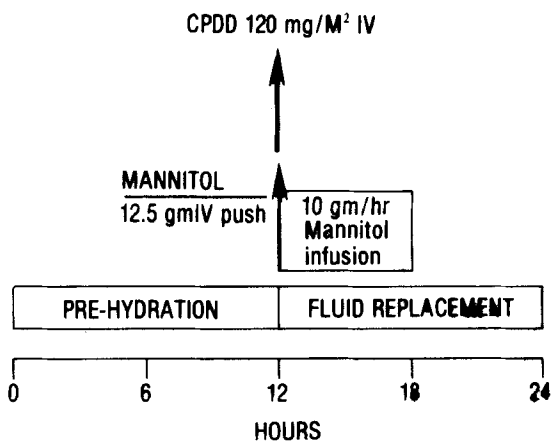 CPDD 120 mg/M² IV
MANNITOL
12.5 gmIV push
10 gm/hr
Mannitol
infusion
PRE-HYDRATION
FLUID REPLACEMENT
0 6 12 18 24
HOURS